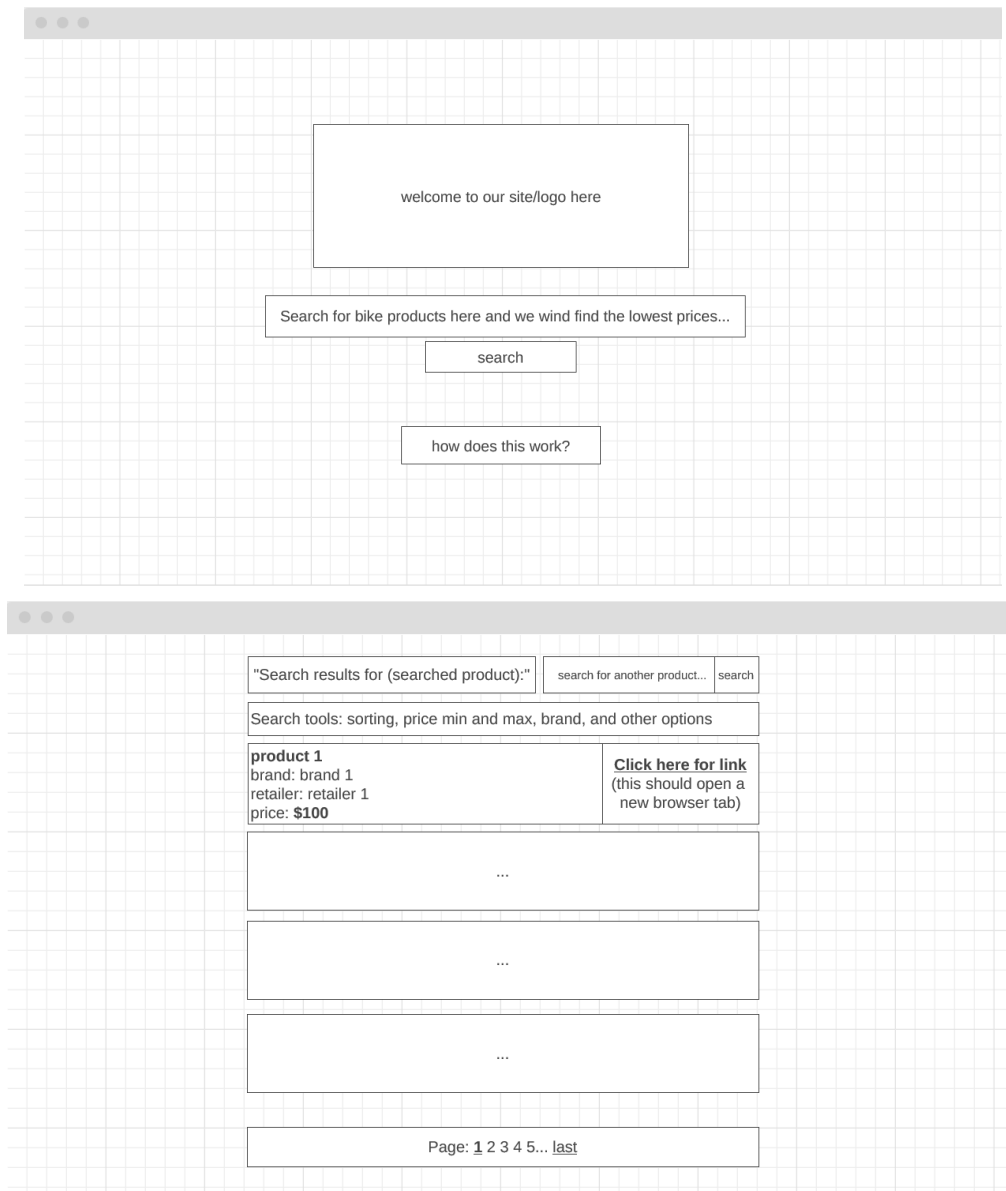 welcome to our site/logo here
Search for bike products here and we wind find the lowest prices...
search
how does this work?
"Search results for (searched product):"
search for another product...
search
Search tools: sorting, price min and max, brand, and other options
product 1
brand: brand 1
retailer: retailer 1
price: $100
Click here for link
(this should open a
new browser tab)
...
...
...
Page: 1 2 3 4 5... last